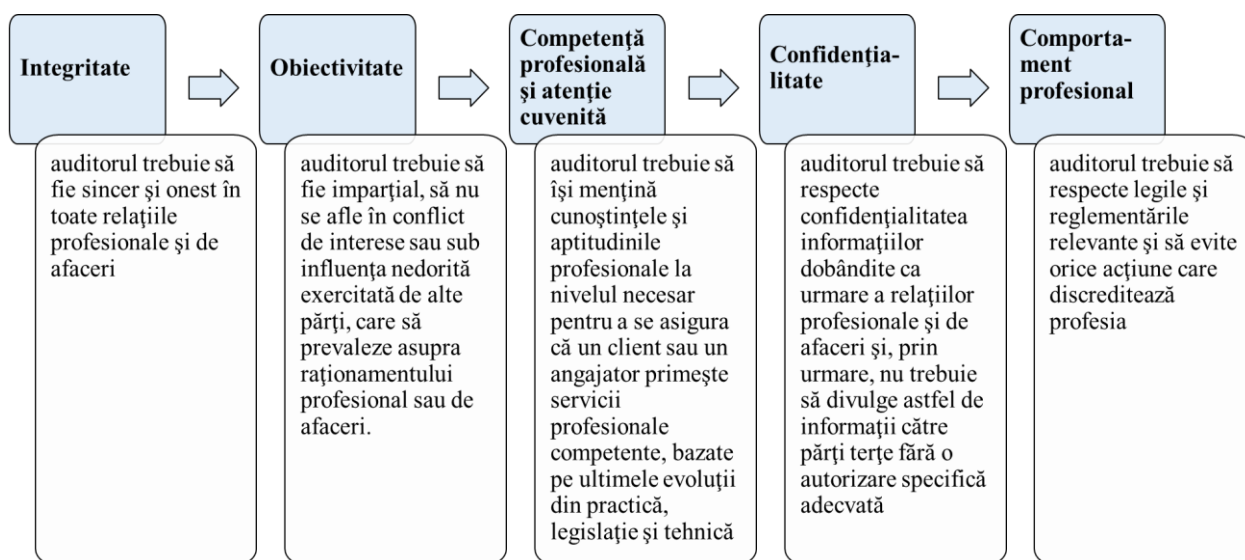 Integritate
auditorul trebuie să
fie sincer şi onest în
toate relaţiile
profesionale şi de
afaceri
Obiectivitate
auditorul trebuie să
fie imparţial, să nu
se afle în conflict
de interese sau sub
influenţa nedorită
exercitată de alte
părţi, care să
prevaleze asupra
raţionamentului
profesional sau de
afaceri.
Competenţă
profesională
şi atenţie
cuvenită
auditorul trebuie să
îşi menţină
cunoştinţele şi
aptitudinile
profesionale la
nivelul necesar
pentru a se asigura
că un client sau un
angajator primeşte
servicii
profesionale
competente, bazate
pe ultimele evoluţii
din practică,
legislaţie şi tehnică
Confidenţia-
litate
auditorul trebuie să
respecte
confidenţialitatea
informaţiilor
dobândite ca
urmare a relaţiilor
profesionale şi de
afaceri şi, prin
urmare, nu trebuie
să divulge astfel de
informaţii către
părţi terţe fără o
autorizare specifică
adecvată
Comporta-
ment
profesional
auditorul trebuie să
respecte legile şi
reglementările
relevante şi să evite
orice acţiune care
discreditează
profesia